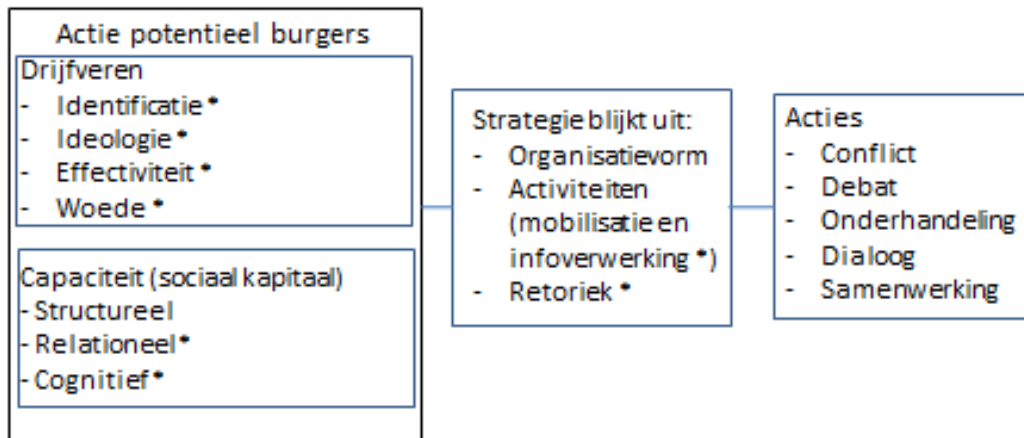 Actie potentieel burgers
Drijfveren
- Identificatie *
- Ideologie *
- Effectiviteit *
- Woede *
Capaciteit (sociaal kapitaal)
- Structureel
- Relationeel*
- Cognitief *
Strategie blijkt uit:
- Organisatievorm
- Activiteiten
(mobilisatie en
infoverwerking *)
- Retoriek *
Acties
- Conflict
- Debat
- Onderhandeling
- Dialoog
- Samenwerking